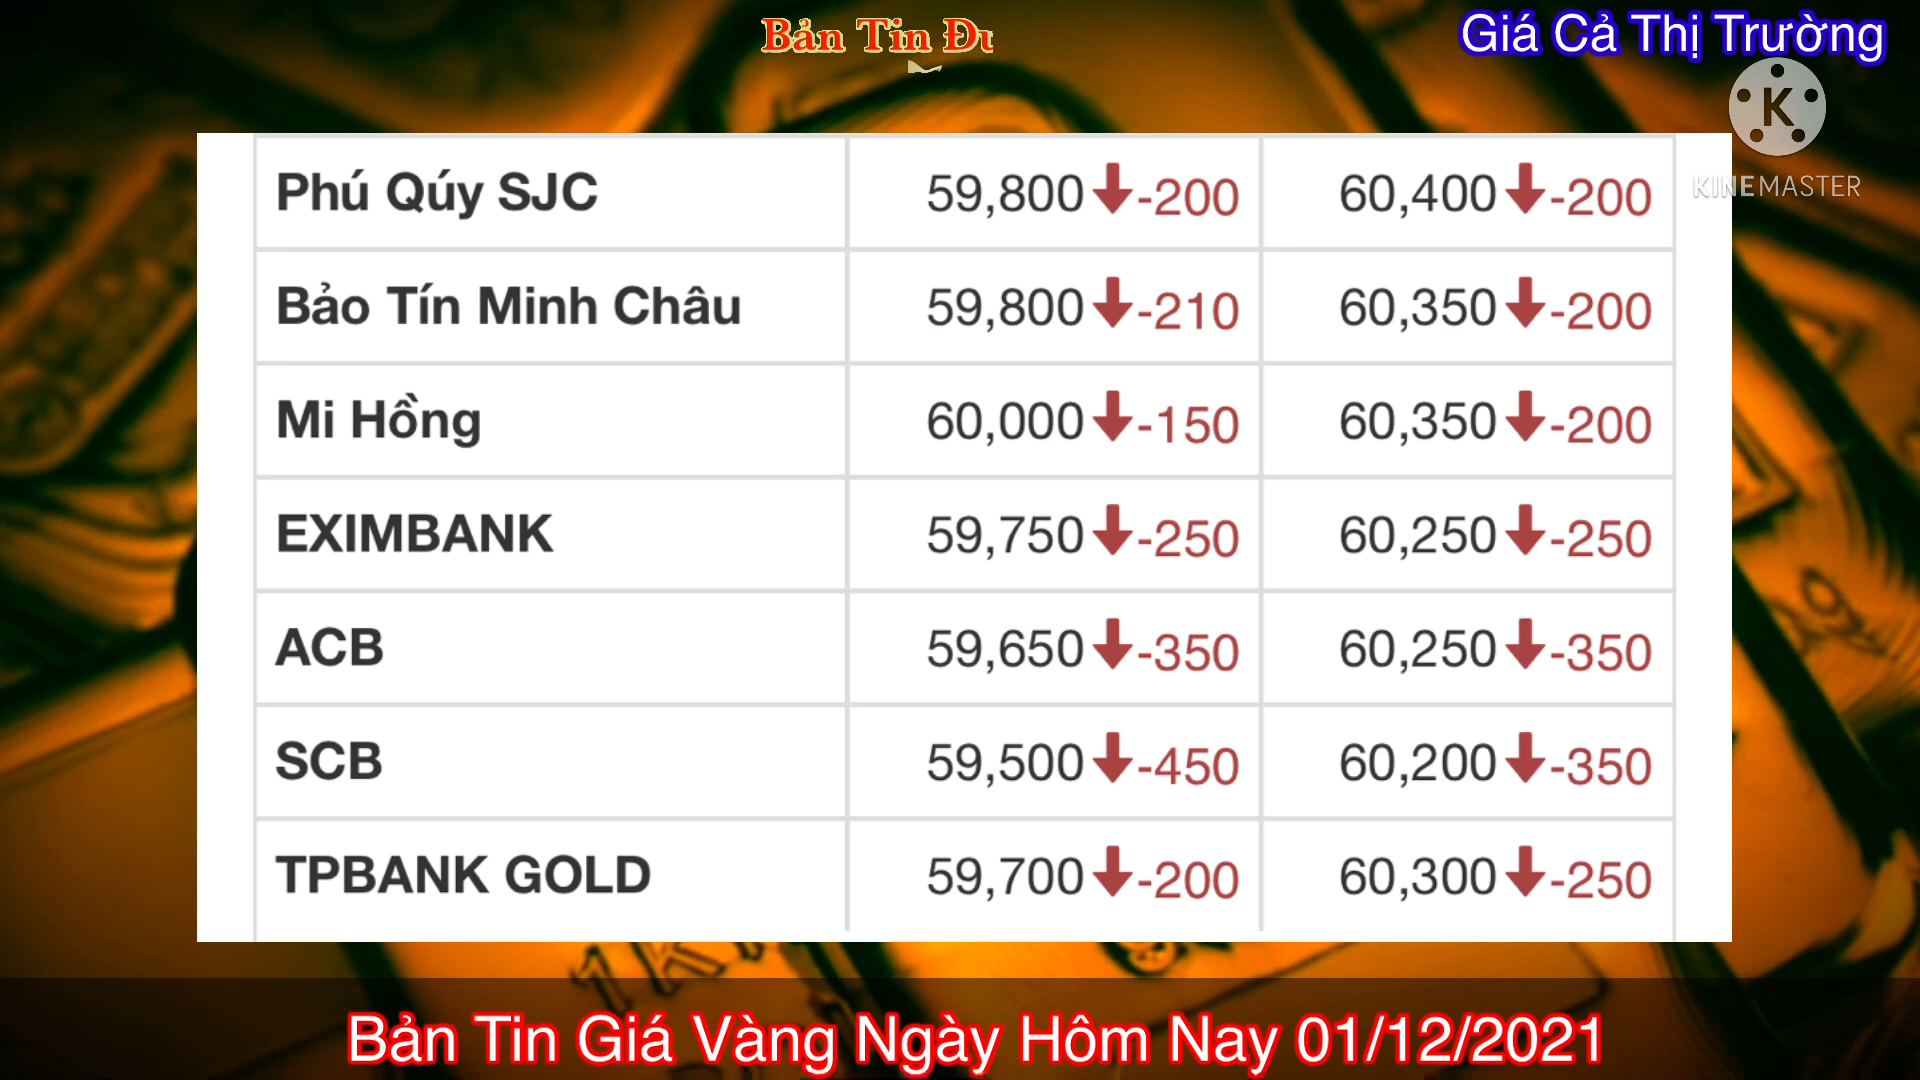 Bản Tin
Giá Cả Thị Trường
K
KINEMASTER
Phú Qúy SJC 59,800 -200 60,400 -200
Bảo Tín Minh Châu 59,800 -210 60,350 -200
Mi Hồng 60,000 -150 60,350 -200
EXIMBANK 59,750 -250 60,250 -250
ACB 59,650 -350 60,250 -350
SCB 59,500 -450 60,200 -350
TPBANK GOLD 59,700 -200 60,300 -250
Bản Tin Giá Vàng Ngày Hôm Nay 01/12/2021